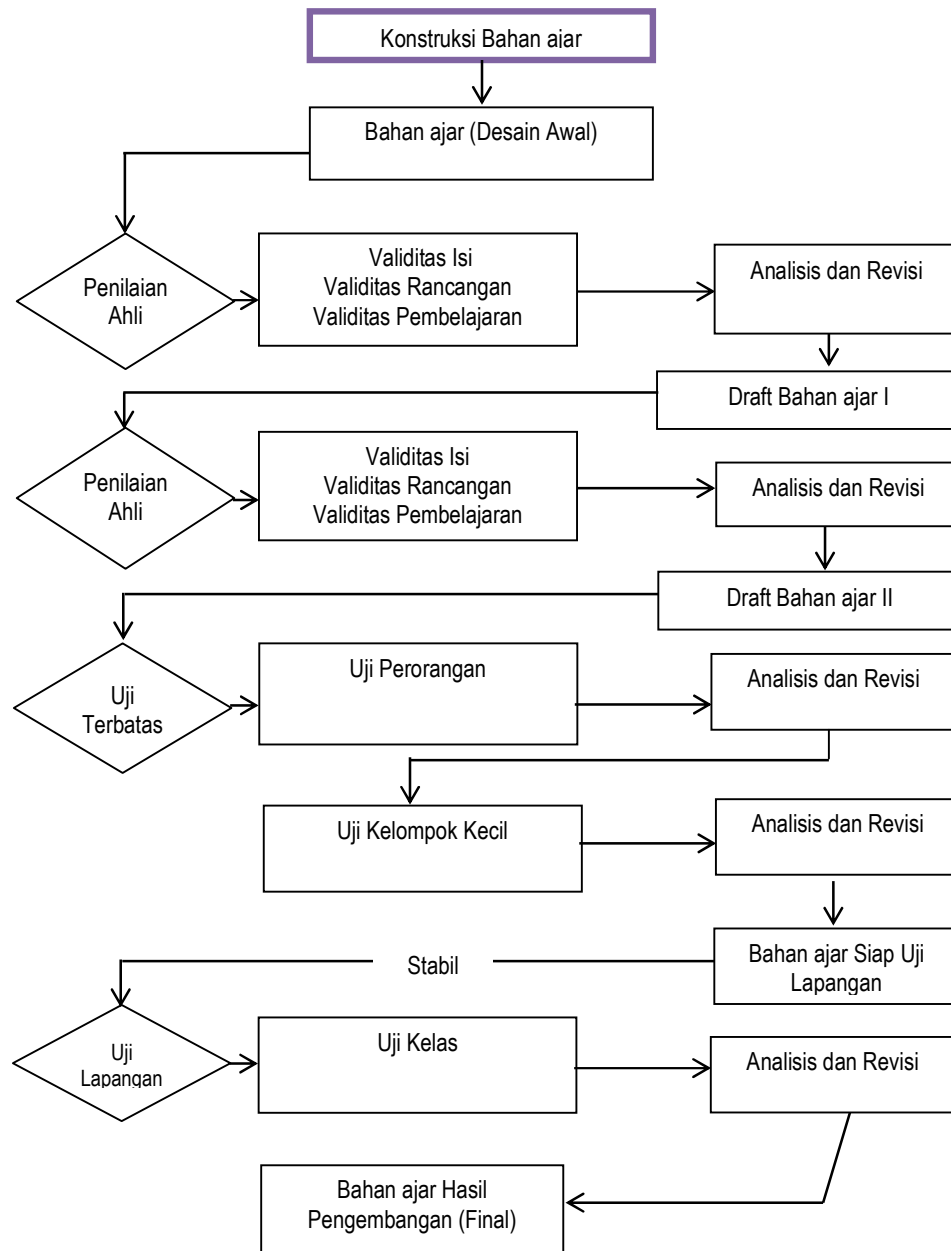 Konstruksi Bahan ajar
Bahan ajar (Desain Awal)
Penilaian
Ahli
Validitas Isi
Validitas Rancangan
Validitas Pembelajaran
Analisis dan Revisi
Draft Bahan ajar I
Penilaian
Ahli
Validitas Isi
Validitas Rancangan
Validitas Pembelajaran
Analisis dan Revisi
Draft Bahan ajar II
Uji
Terbatas
Uji Perorangan
Analisis dan Revisi
Uji Kelompok Kecil
Analisis dan Revisi
Bahan ajar Siap Uji
Lapangan
Stabil
Uji
Lapangan
Uji Kelas
Analisis dan Revisi
Bahan ajar Hasil
Pengembangan (Final)